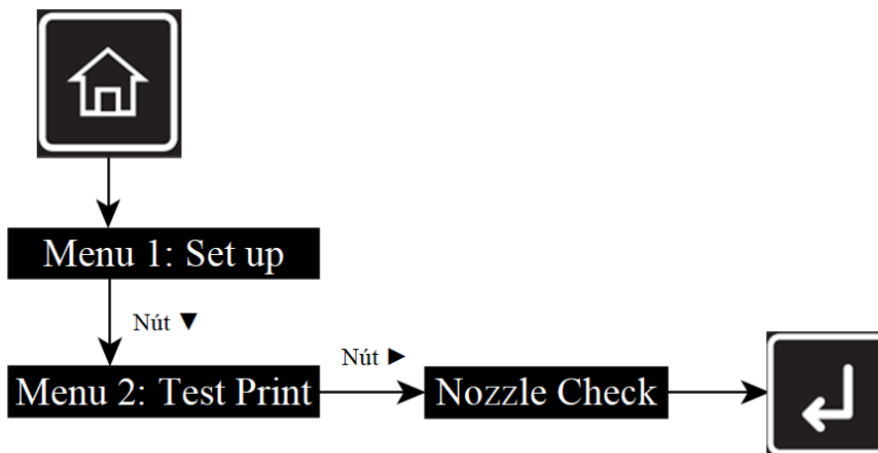 Menu 1: Set up
Nút ▼
Menu 2: Test Print
Nút ►
Nozzle Check